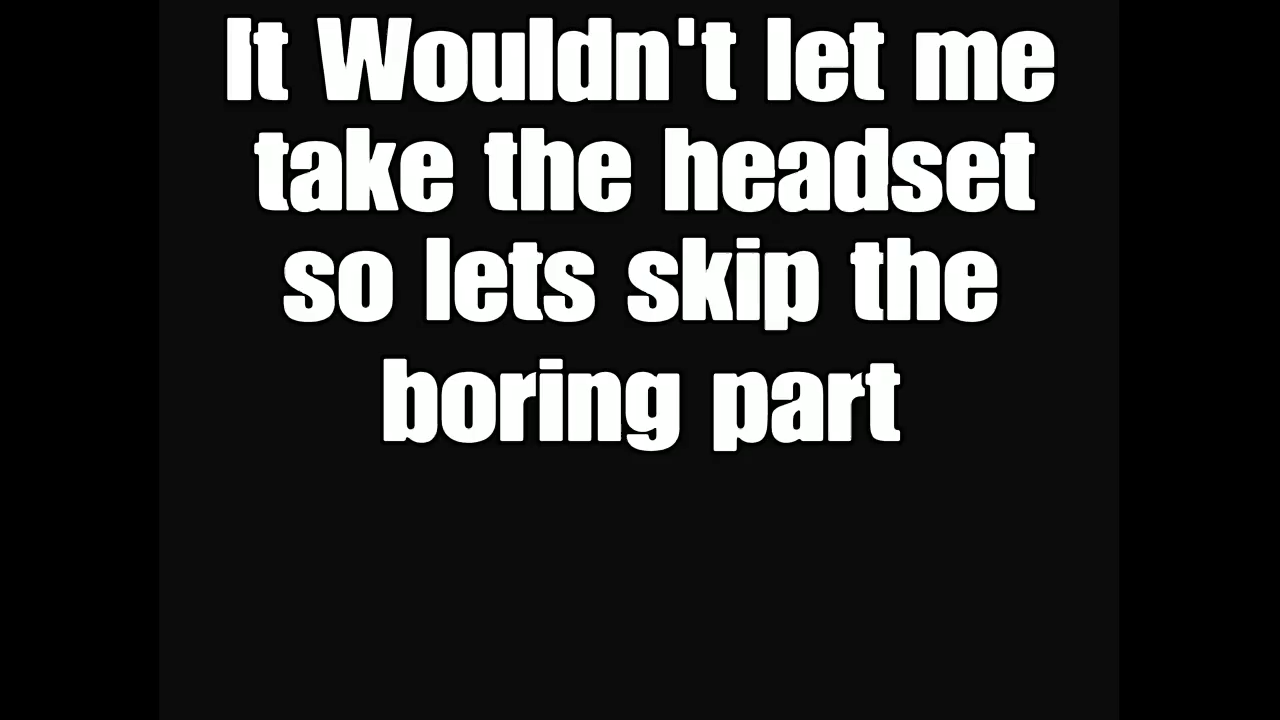 It Wouldn't let me
take the headset
so lets skip the
boring part